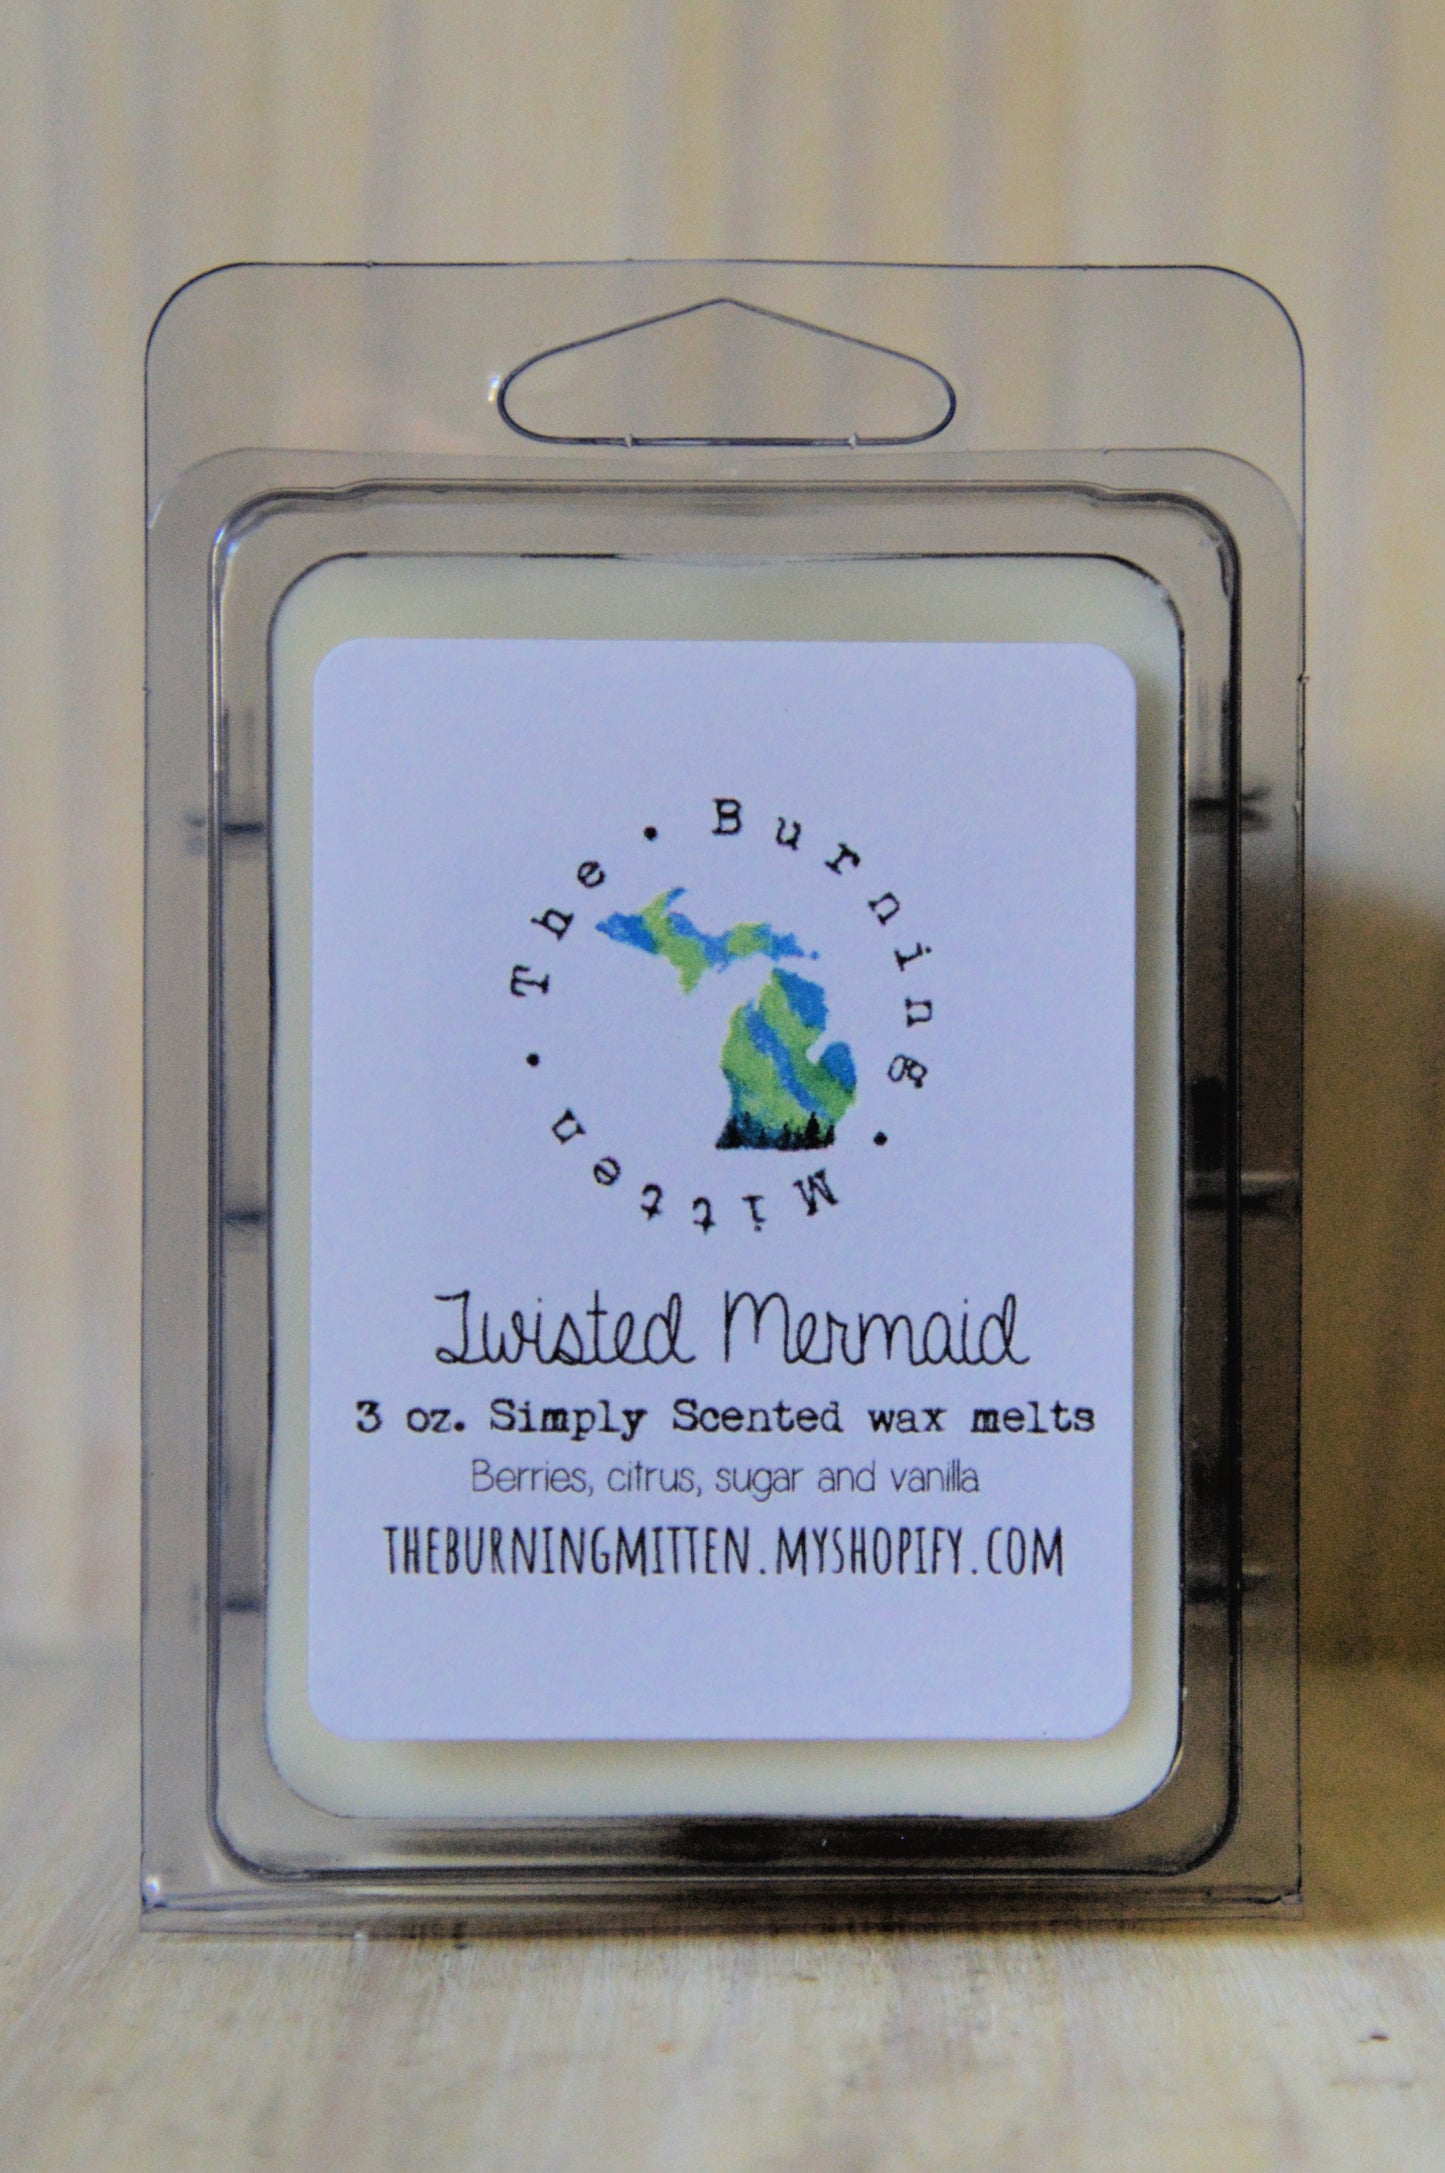 • The • Burning • Mitten
Twisted Mermaid
3 oz. Simply Scented wax melts
Berries, citrus, sugar and vanilla
THEBURNINGMITTEN.MYSHOPIFY.COM